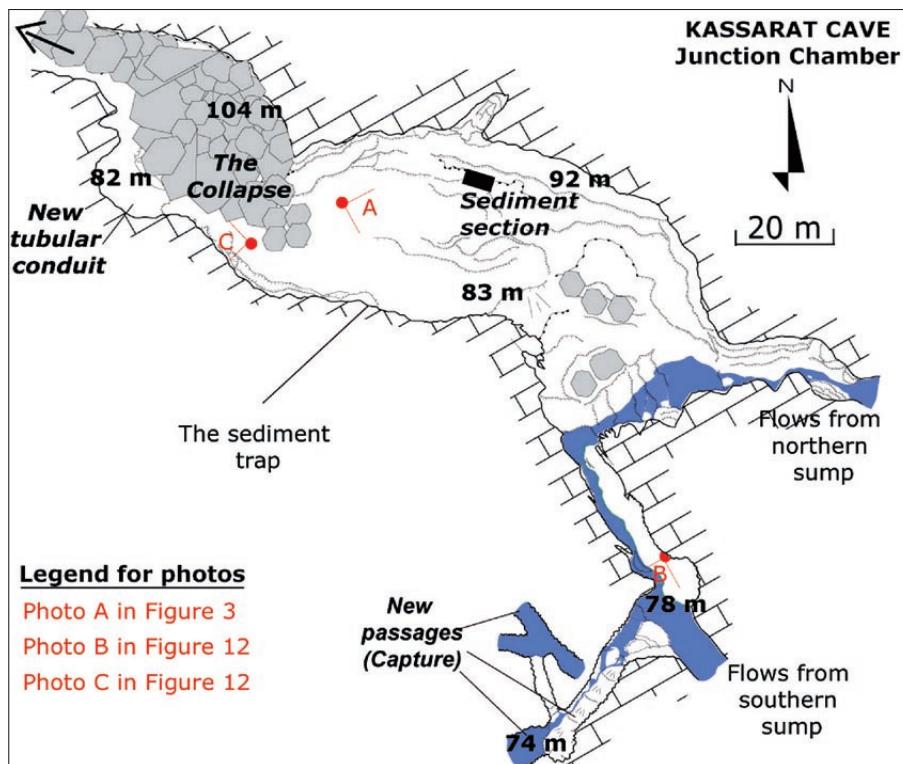 KASSARAT CAVE
Junction Chamber
N
20 m
104 m
The
Collapse
82 m
New
tubular
conduit
A
C
Sediment
section
92 m
83 m
The sediment
trap
Flows from
northern
sump
B
78 m
New
passages
(Capture)
Flows from
southern
sump
74 m
Legend for photos
Photo A in Figure 3
Photo B in Figure 12
Photo C in Figure 12